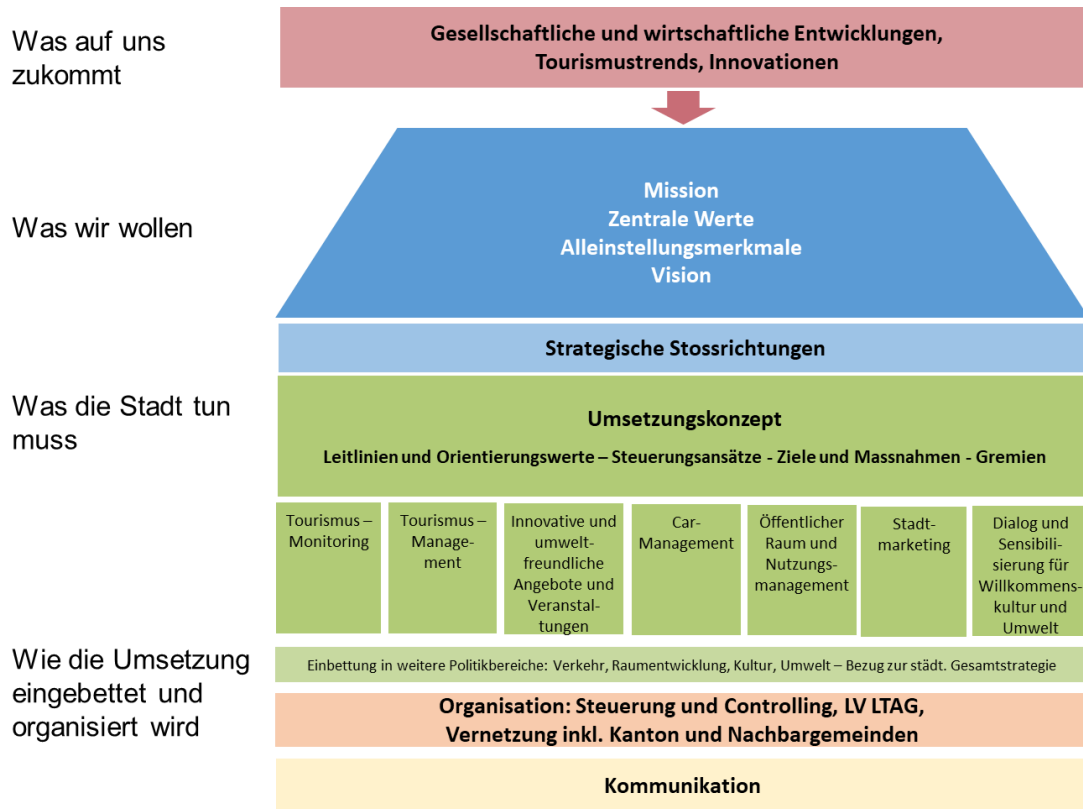 Was auf uns
zukommt
Gesellschaftliche und wirtschaftliche Entwicklungen,
Tourismustrends, Innovationen
Was wir wollen
Mission
Zentrale Werte
Alleinstellungsmerkmale
Vision
Strategische Stossrichtungen
Was die Stadt tun
muss
Umsetzungskonzept
Leitlinien und Orientierungswerte – Steuerungsansätze - Ziele und Massnahmen - Gremien
Tourismus –
Monitoring
Tourismus –
Manage-
ment
Innovative und
umwelt-
freundliche
Angebote und
Veranstal-
tungen
Car-
Management
Öffentlicher
Raum und
Nutzungs-
management
Stadt-
marketing
Dialog und
Sensibili-
sierung für
Willkommens-
kultur und
Umwelt
Wie die Umsetzung
eingebettet und
organisiert wird
Einbettung in weitere Politikbereiche: Verkehr, Raumentwicklung, Kultur, Umwelt – Bezug zur städt. Gesamtstrategie
Organisation: Steuerung und Controlling, LV LTAG,
Vernetzung inkl. Kanton und Nachbargemeinden
Kommunikation